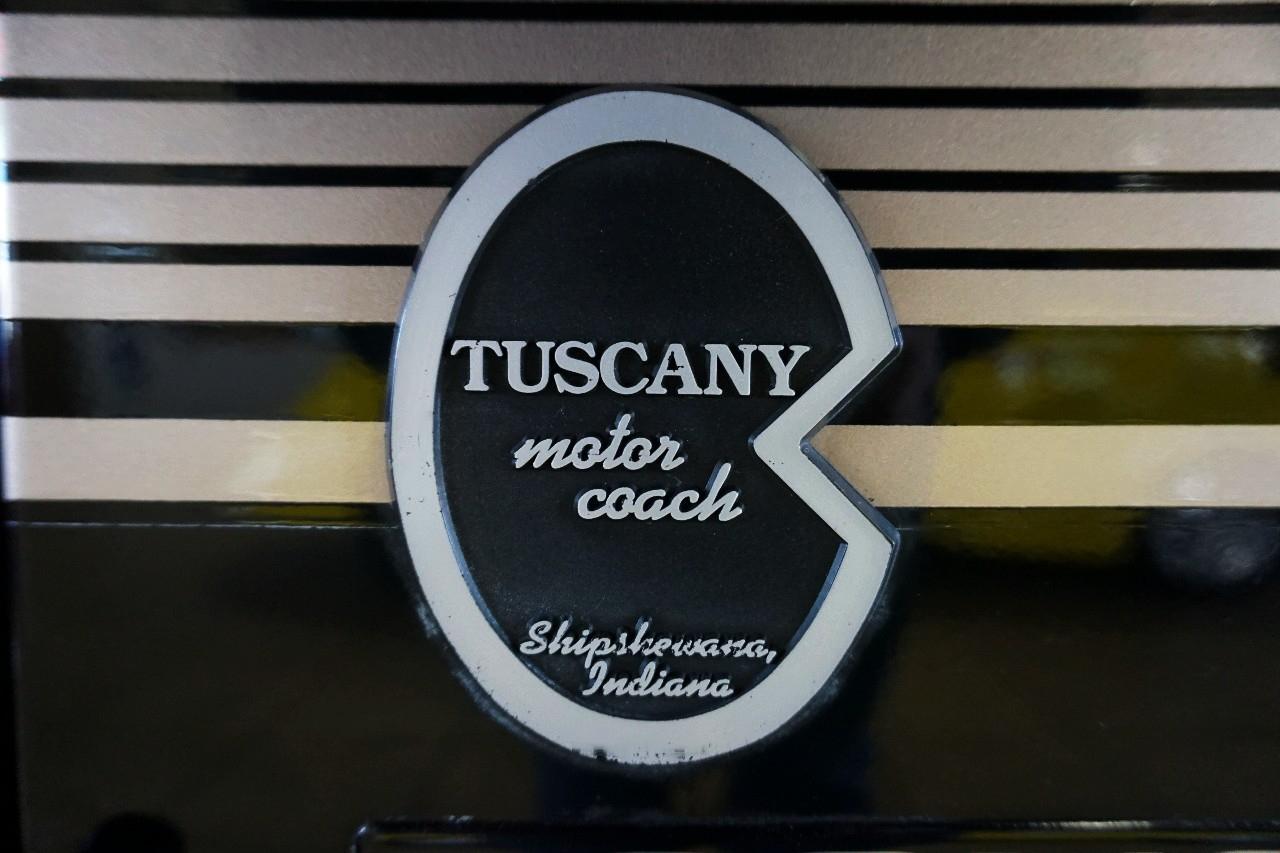 TUSCANY
motor
coach
Shipshewana,
Indiana